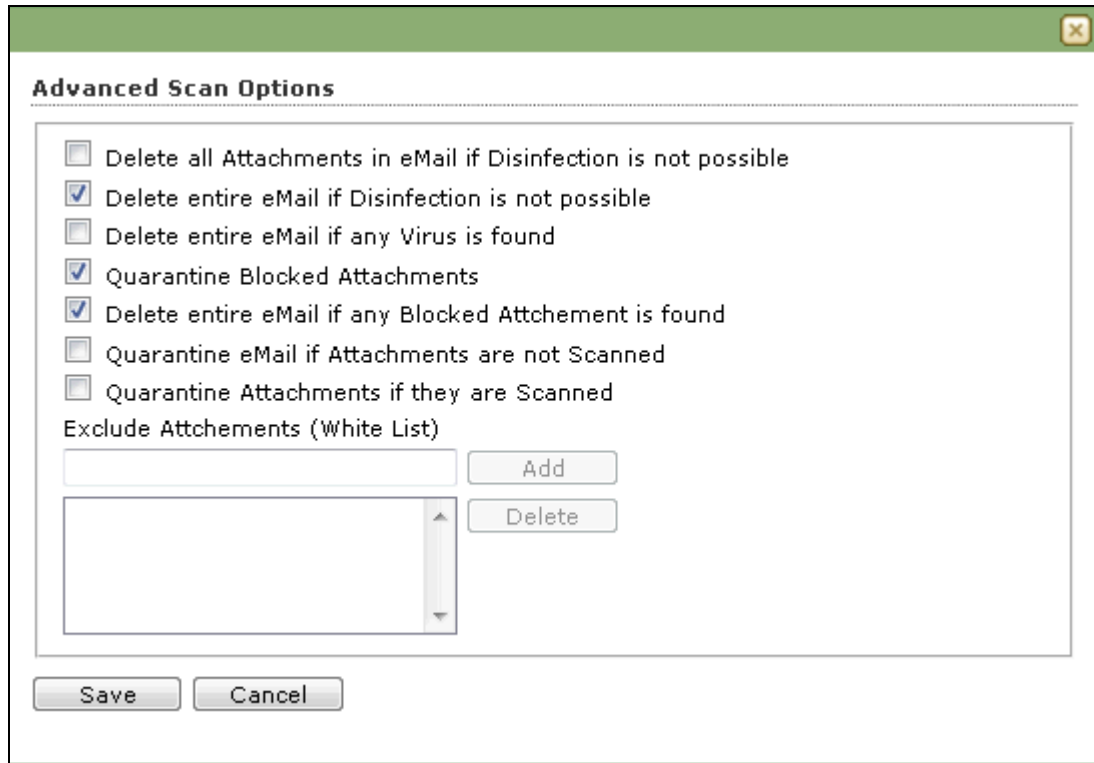 Advanced Scan Options
Delete all Attachments in eMail if Disinfection is not possible
Delete entire eMail if Disinfection is not possible
Delete entire eMail if any Virus is found
Quarantine Blocked Attachments
Delete entire eMail if any Blocked Attchement is found
Quarantine eMail if Attachments are not Scanned
Quarantine Attachments if they are Scanned
Exclude Attchements (White List)
Add
Delete
Save Cancel